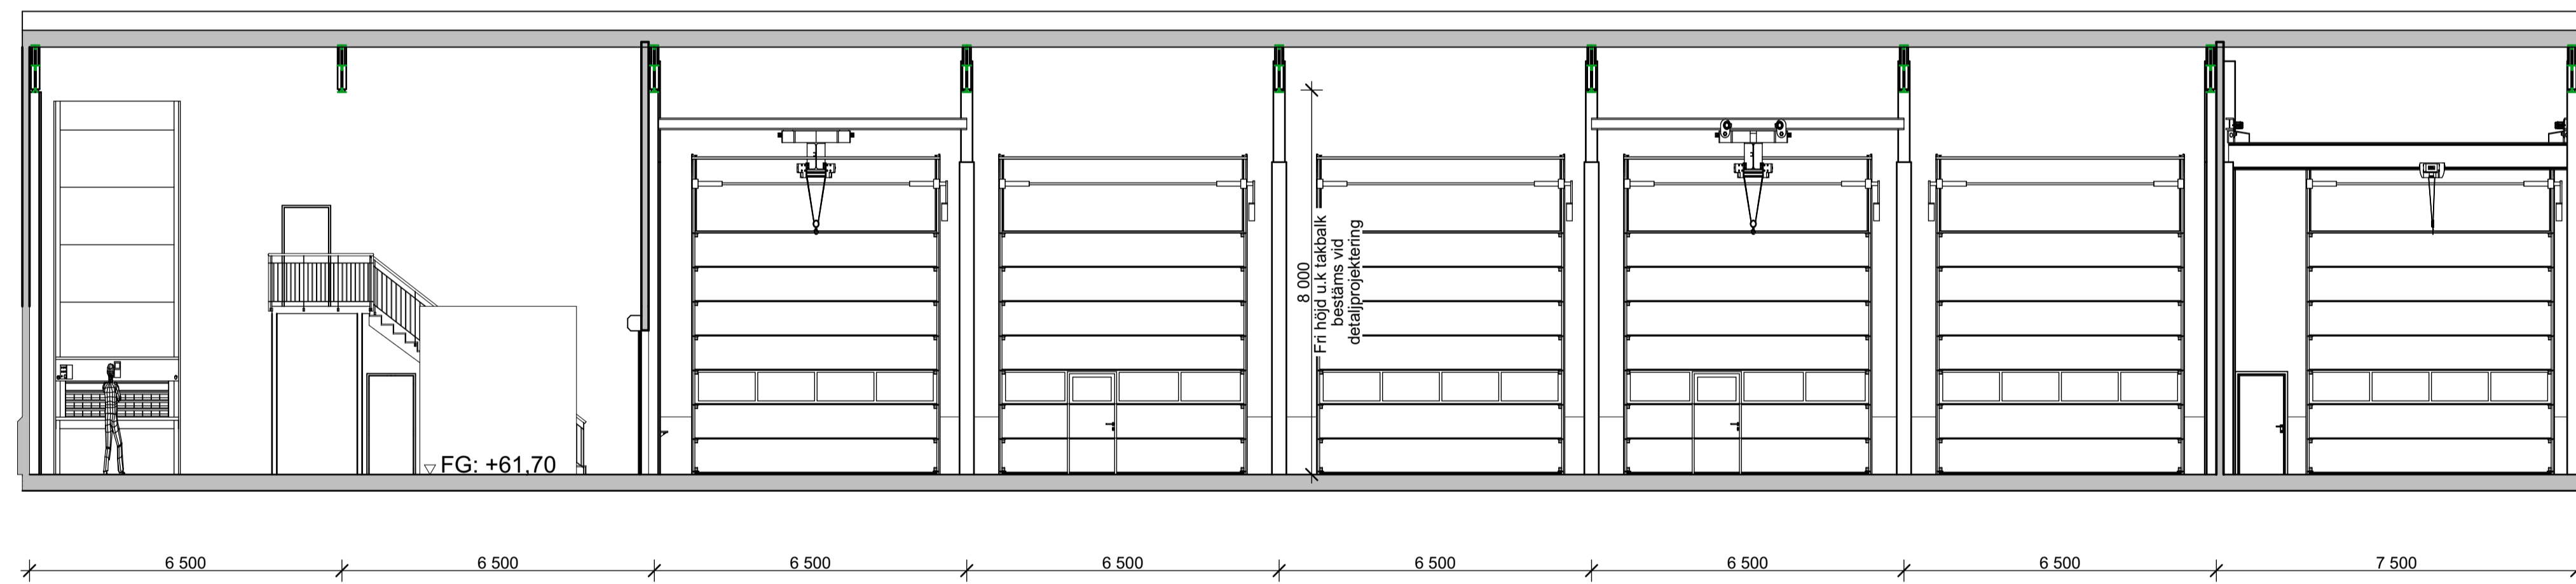 8 000
Fri höjd u.k takbalk
bestäms vid
detaljprojektering
FG: +61,70
6 500
6 500
6 500
6 500
6 500
6 500
6 500
7 500